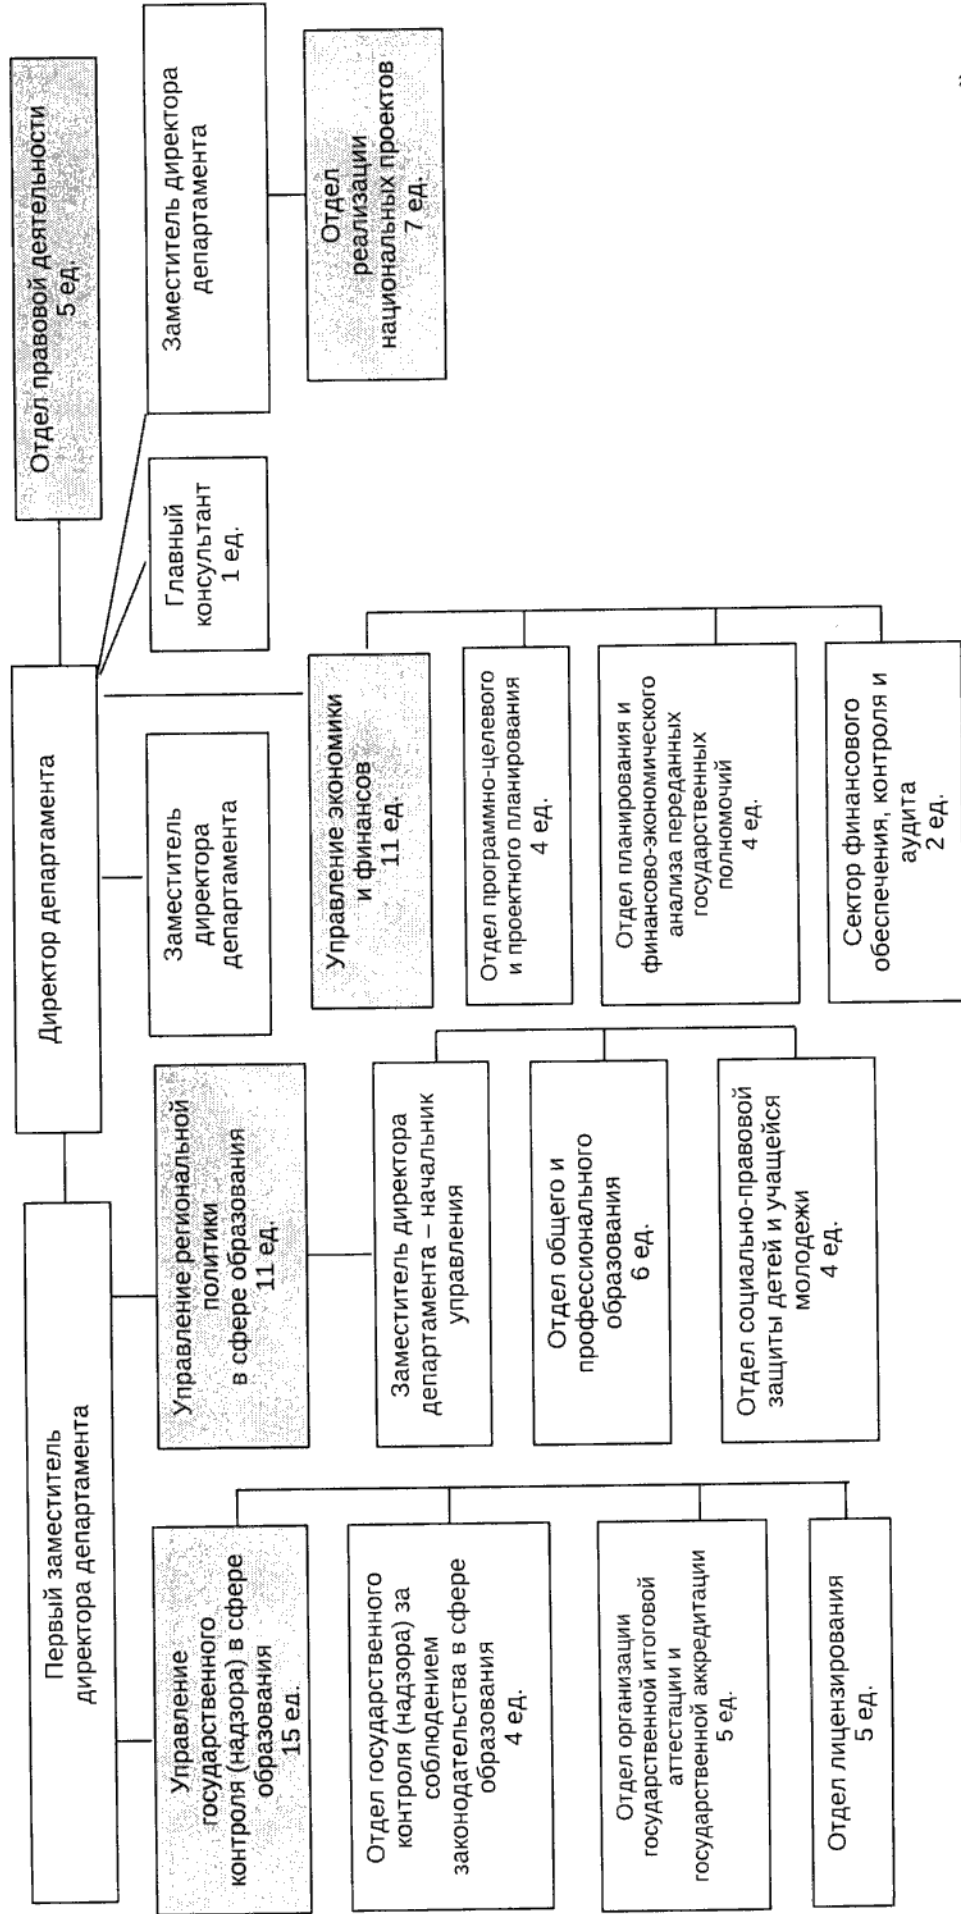 Директор департамента
Отдел правовой деятельности
5 ед.
Первый заместитель
директора департамента
Управление
государственного
контроля (надзора) в сфере
образования
15 ед.
Управление региональной
политики
в сфере образования
11 ед.
Заместитель
директора
департамента
Главный
консультант
1 ед.
Заместитель директора
департамента
Отдел государственного
контроля (надзора) за
соблюдением
законодательства в сфере
образования
4 ед.
Отдел организации
государственной итоговой
аттестации и
государственной аккредитации
5 ед.
Отдел лицензирования
5 ед.
Заместитель директора
департамента – начальник
управления
Отдел общего и
профессионального
образования
6 ед.
Отдел социально-правовой
защиты детей и учащейся
молодежи
4 ед.
Управление экономики
и финансов
11 ед.
Отдел программно-целевого
и проектного планирования
4 ед.
Отдел планирования и
финансово-экономического
анализа переданных
государственных
полномочий
4 ед.
Сектор финансового
обеспечения, контроля и
аудита
2 ед.
Отдел
реализации
национальных проектов
7 ед.